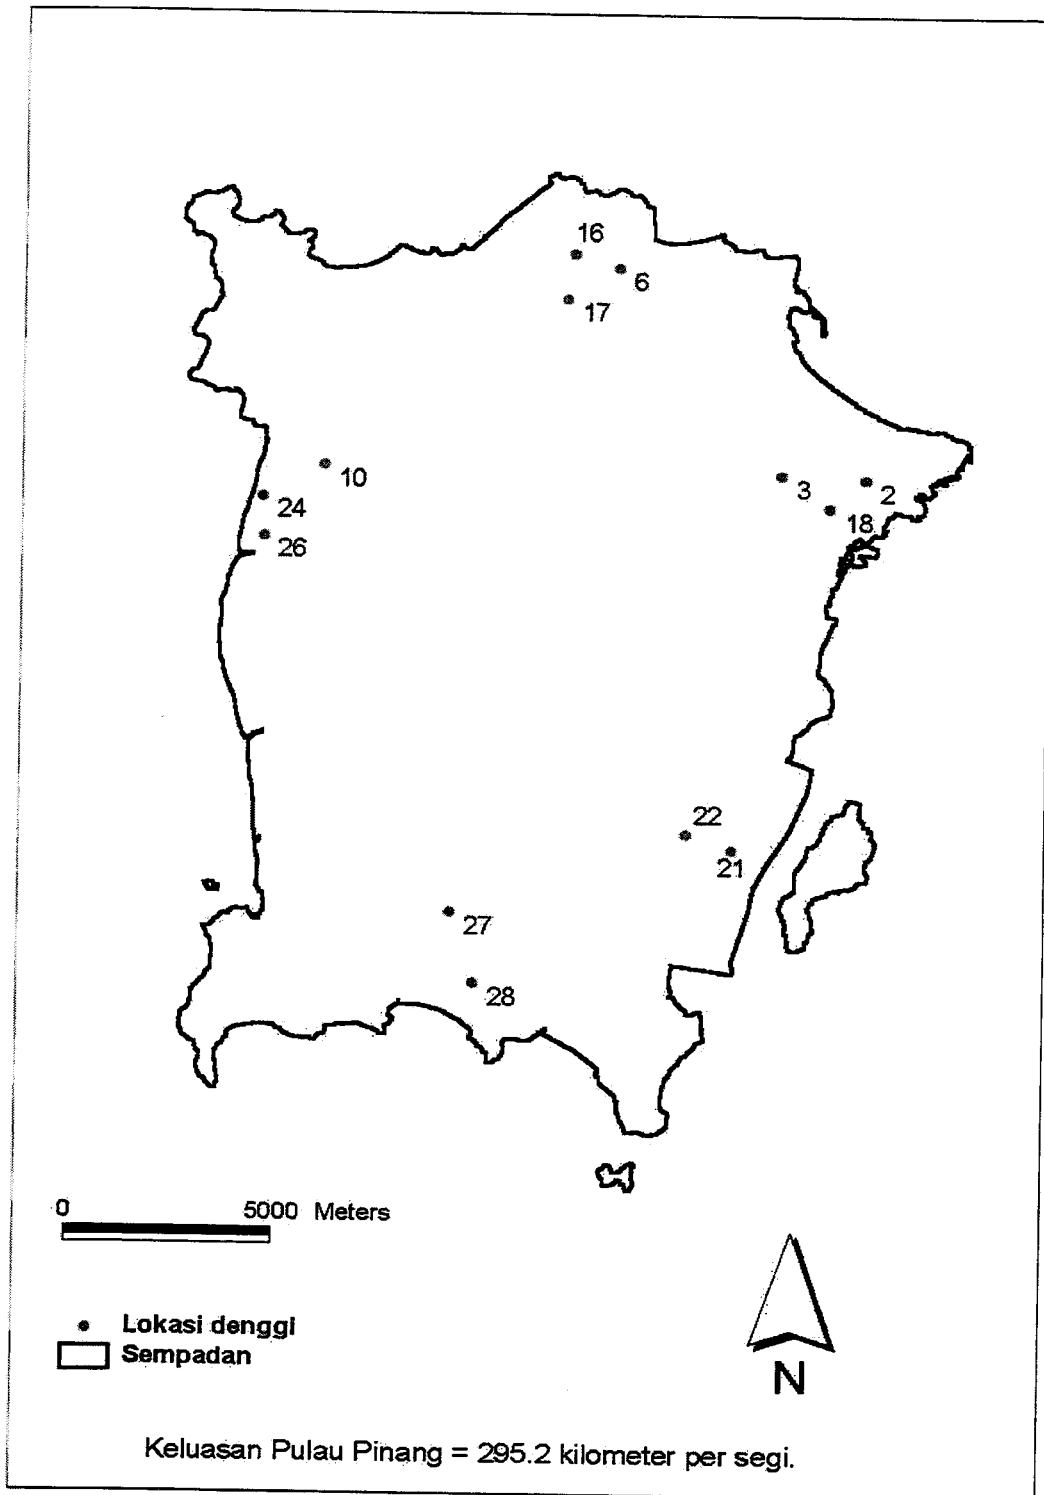 16
6
17
10
3
2
24
18
26
22
21
27
28
0 5000 Meters
Lokasi denggi
Sempadan
N
Keluasan Pulau Pinang = 295.2 kilometer per segi.